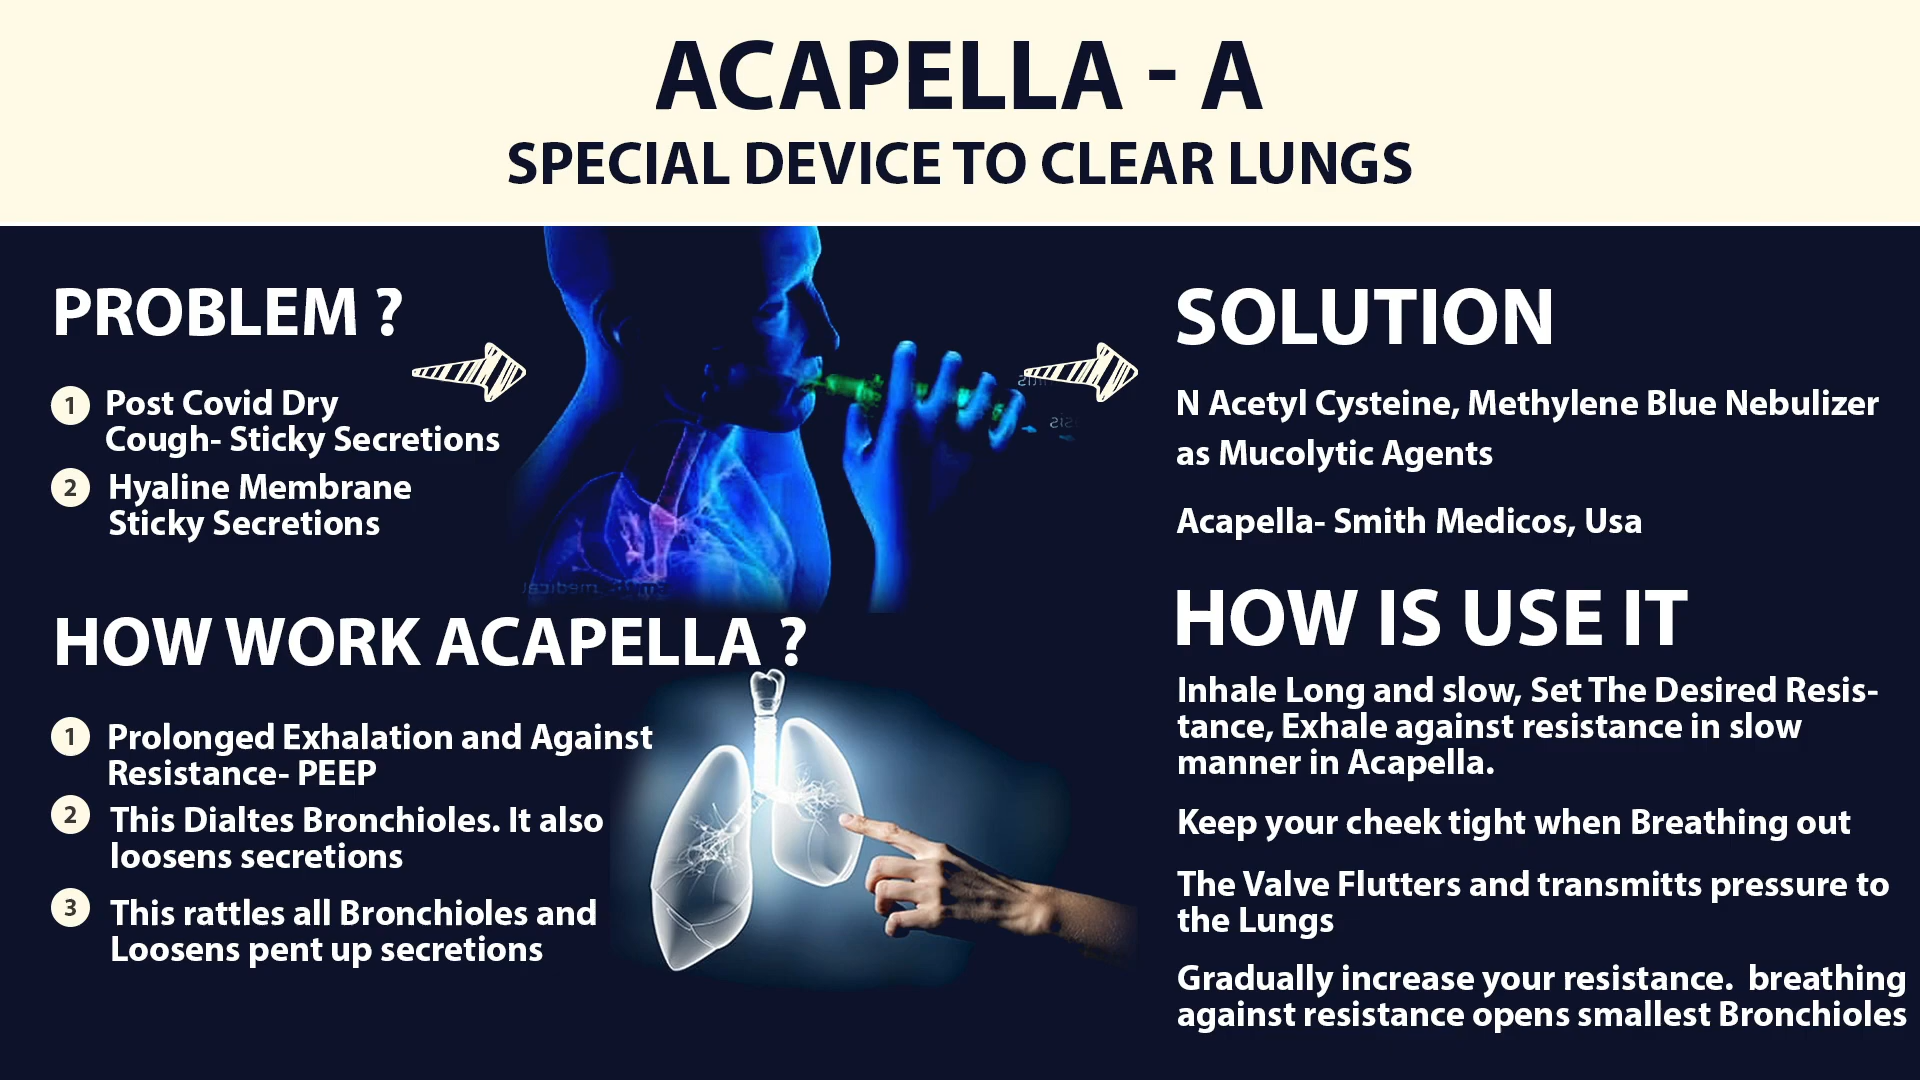 ACAPELLA - A
SPECIAL DEVICE TO CLEAR LUNGS
PROBLEM ?
1 Post Covid Dry
Cough- Sticky Secretions
2 Hyaline Membrane
Sticky Secretions
HOW WORK ACAPELLA ?
1 Prolonged Exhalation and Against
Resistance- PEEP
2 This Dialtes Bronchioles. It also
loosens secretions
3 This rattles all Bronchioles and
Loosens pent up secretions
SOLUTION
N Acetyl Cysteine, Methylene Blue Nebulizer
as Mucolytic Agents
Acapella- Smith Medicos, Usa
HOW IS USE IT
Inhale Long and slow, Set The Desired Resis-
tance, Exhale against resistance in slow
manner in Acapella.
Keep your cheek tight when Breathing out
The Valve Flutters and transmitts pressure to
the Lungs
Gradually increase your resistance. breathing
against resistance opens smallest Bronchioles